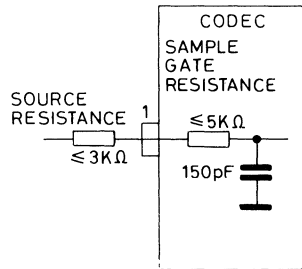 CODEC
SAMPLE
GATE
RESISTANCE
SOURCE
RESISTANCE
1
≤3KΩ
≤5KΩ
150pF